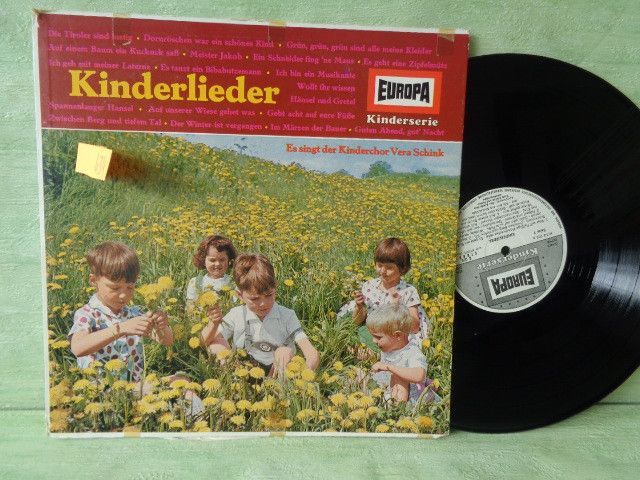 Die Tiroler sind lustig • Dornröschen war ein schönes Kind • Grün, grün, grün sind alle meine Kleider
Auf einem Baum ein Kuckuck saß • Meister Jakob • Ein Schneider fing 'ne Maus • Es geht eine Zipfelmütz
Ich geh mit meiner Laterne • Es tanzt ein Bibabutzemann • Ich bin ein Musikante
Wollt ihr wissen
Kinderlieder
Hänsel und Gretel
Spannenlanger Hansel • Auf unserer Wiese gehet was • Gebt acht auf eure Füße
Zwischen Berg und tiefem Tal • Der Winter ist vergangen • Im Märzen der Bauer • Guten Abend, gut' Nacht
EUROPA
Kinderserie
Es singt der Kinderchor Vera Schink
EUROPA
Kinderserie